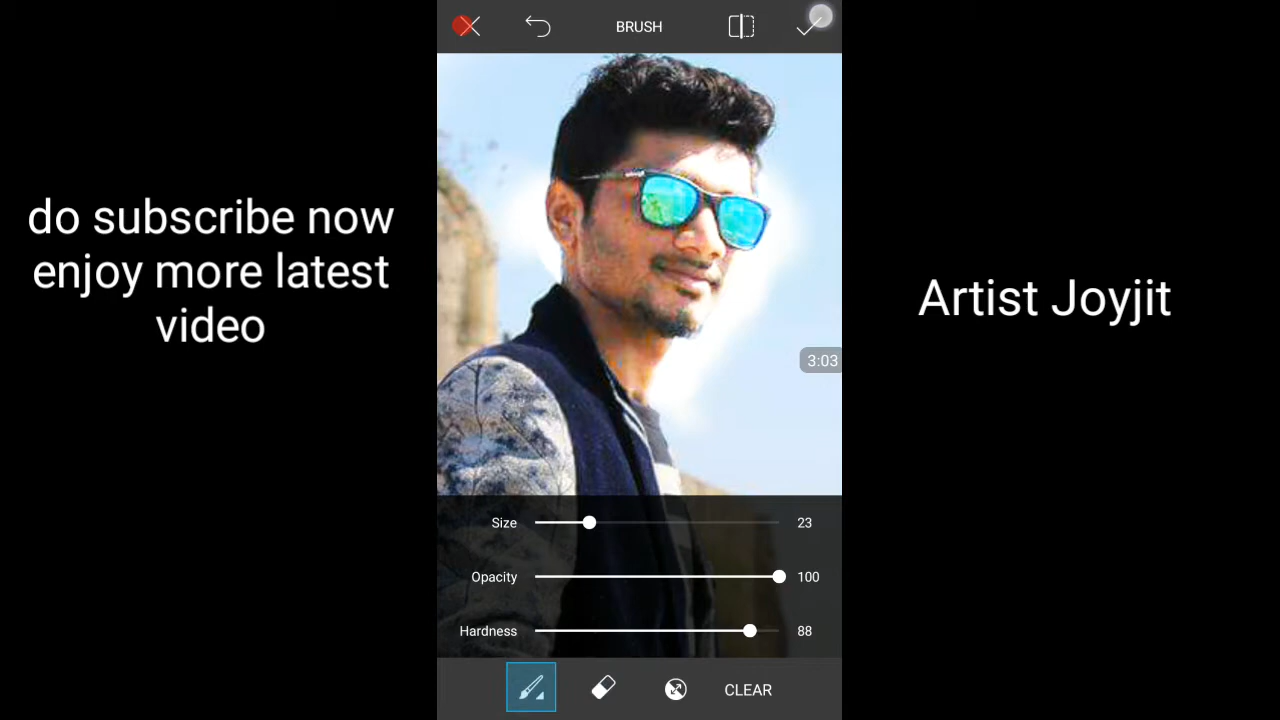 do subscribe now
enjoy more latest
video
BRUSH
3:03
Size 23
Opacity 100
Hardness 88
CLEAR
Artist Joyjit